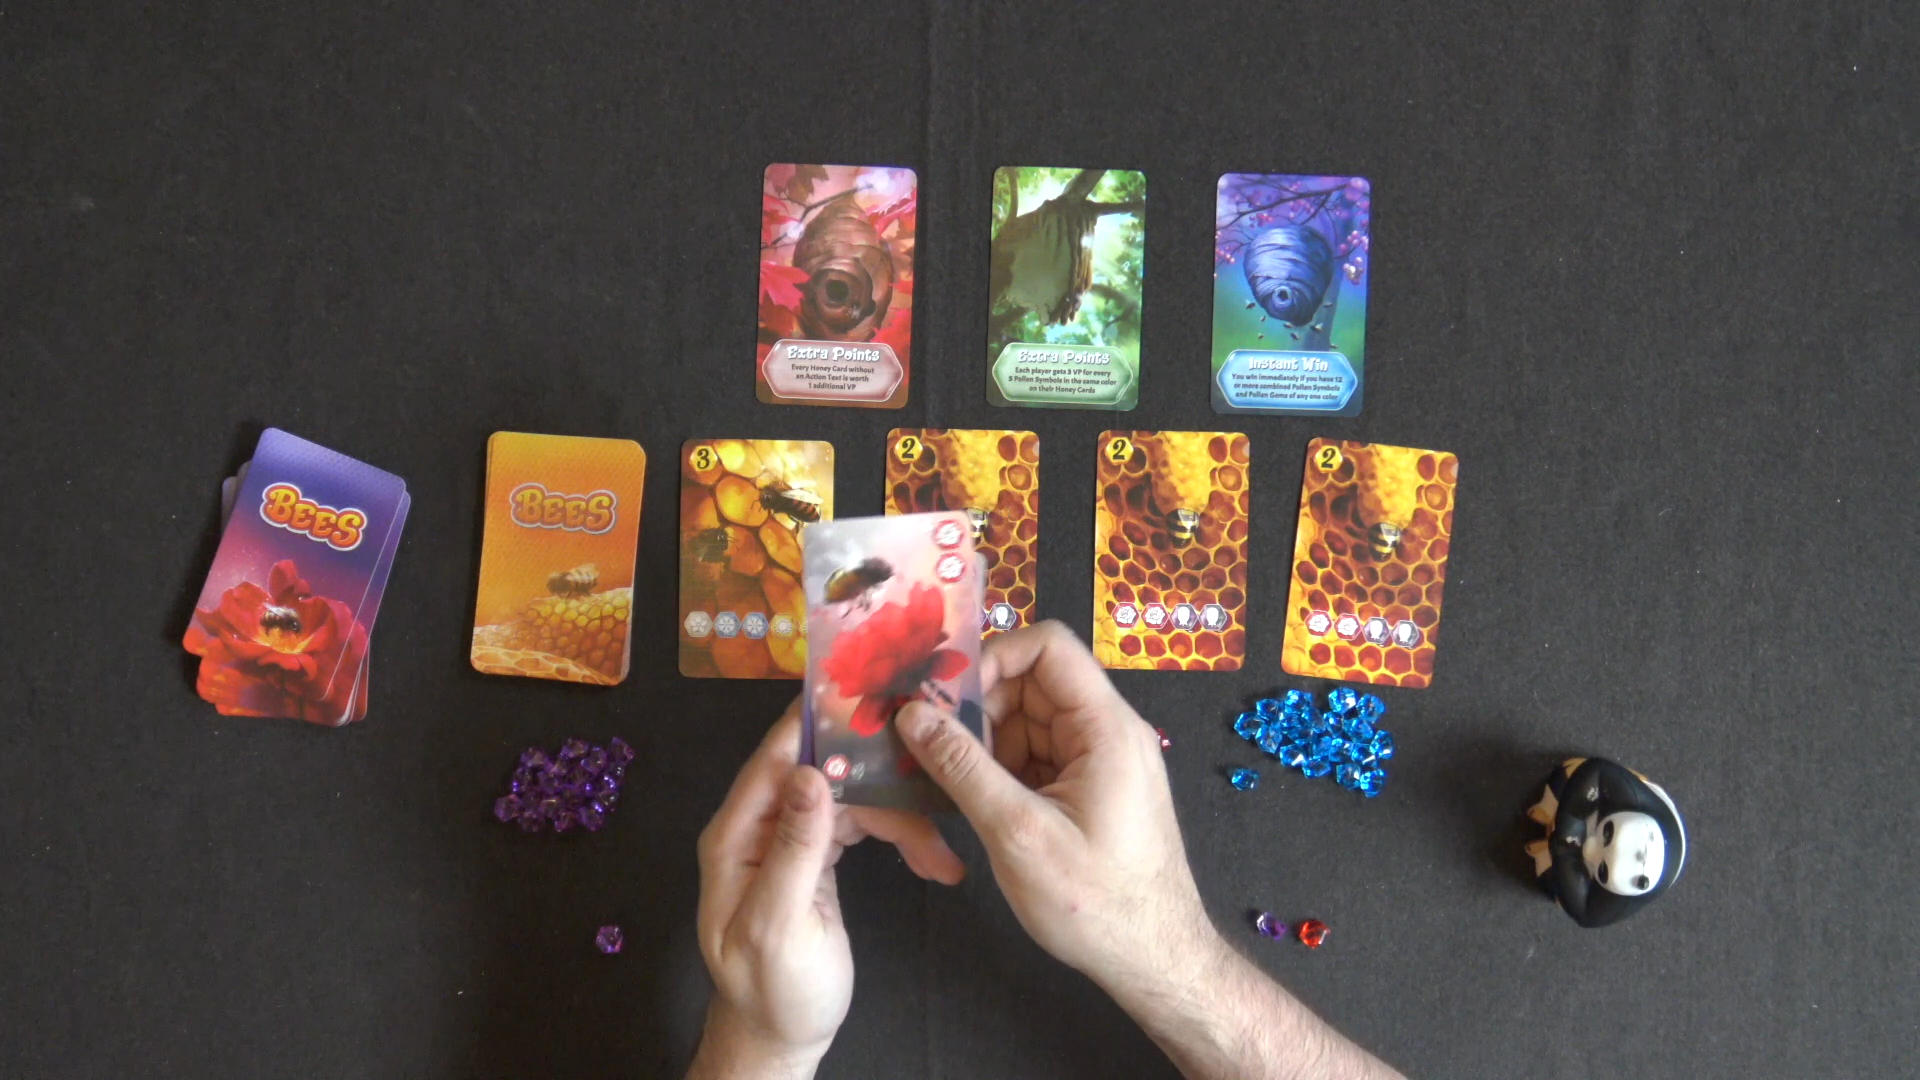 Extra Points
Every Honey Card without
an Action Text is worth
1 additional VP
Extra Points
Each player gets 3 VP for every
5 Pollen Symbols in the same color
on their Honey Cards
Instant Win
You win immediately if you have 12
or more combined Pollen Symbols
and Pollen Gems of any one color
BEES
BEES
3
2
2
2